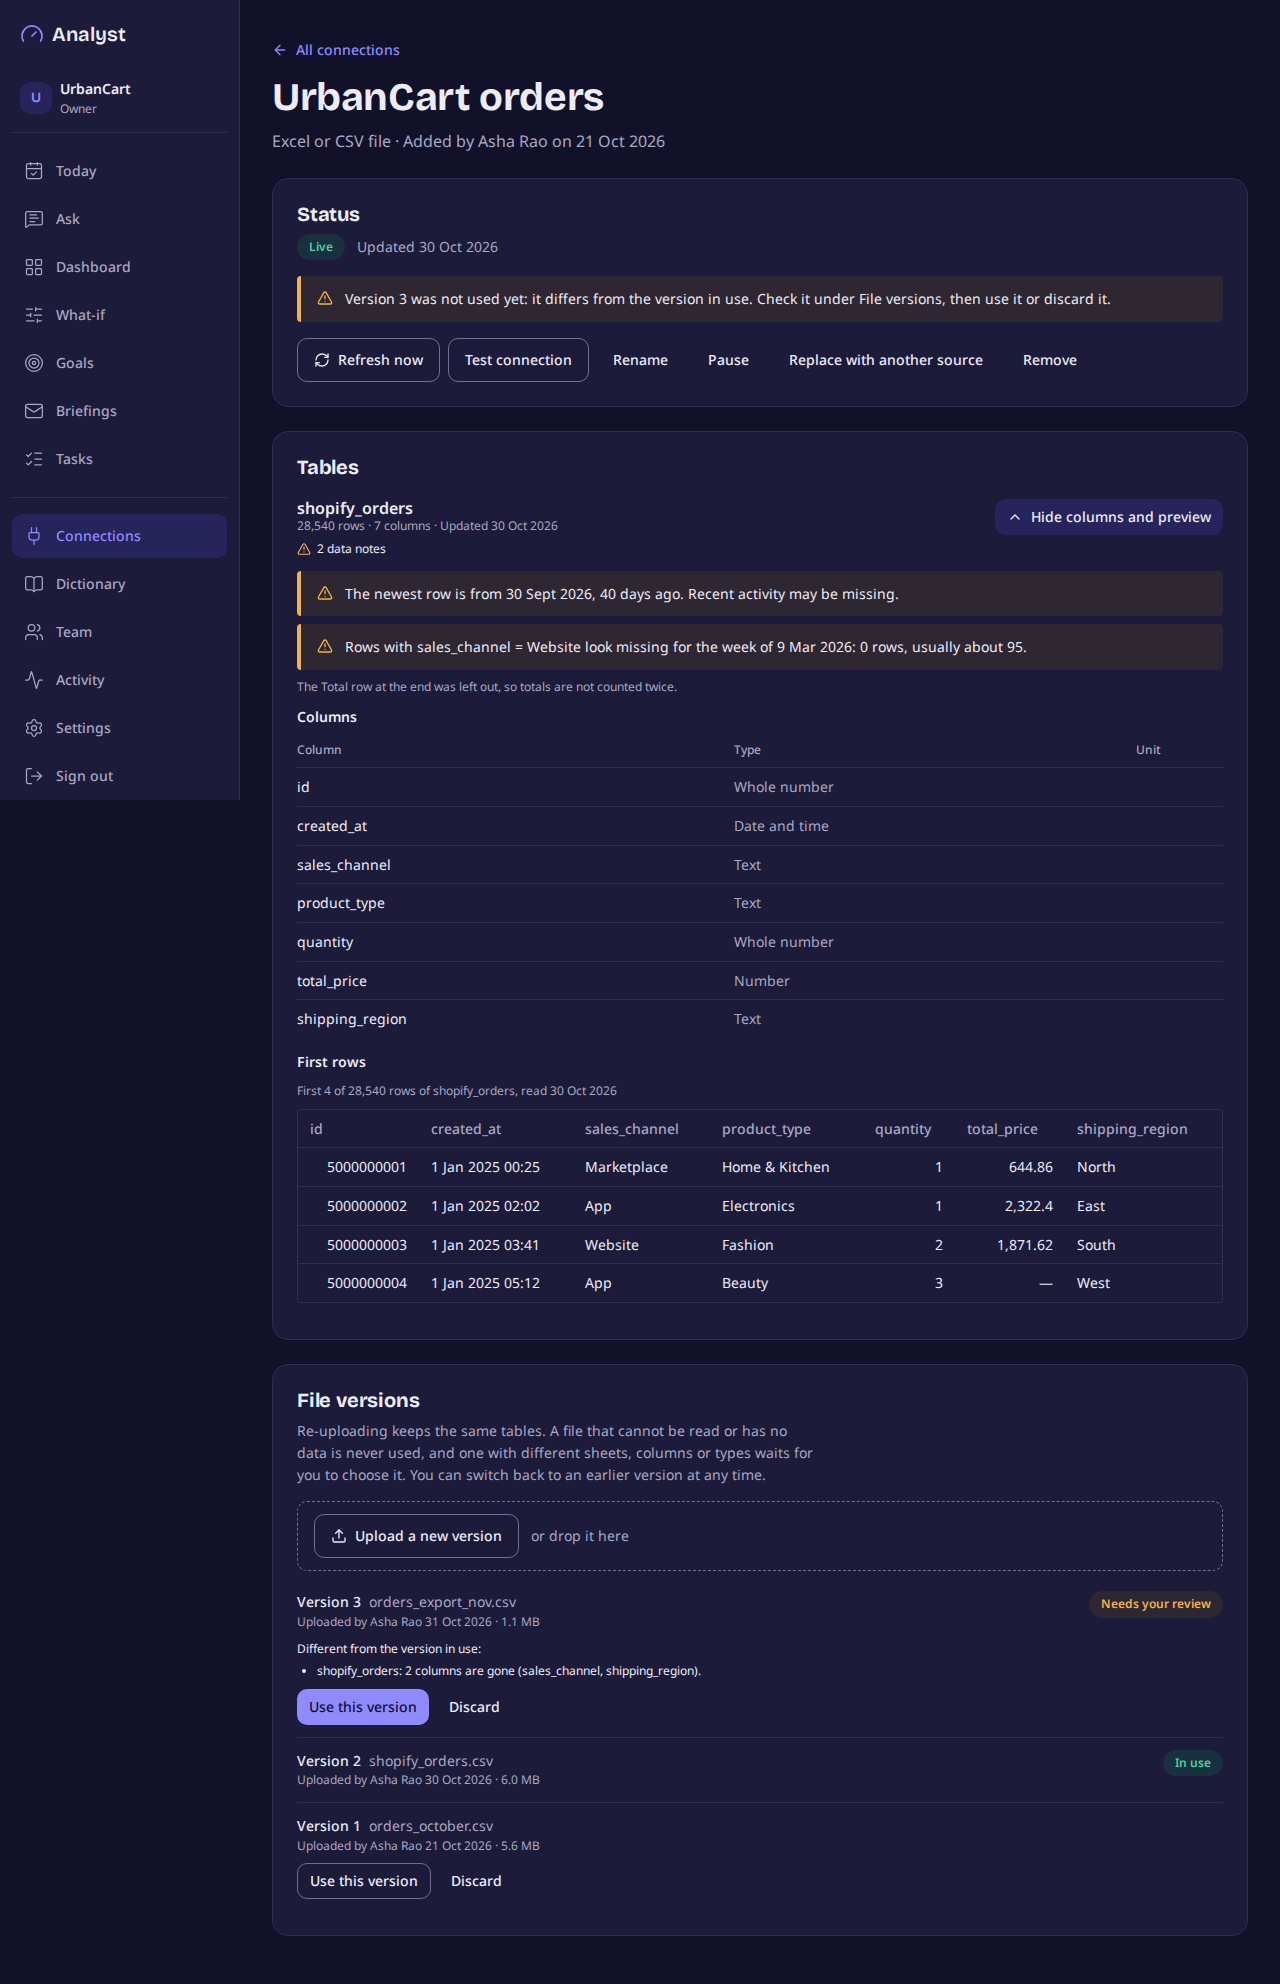 Analyst
U
UrbanCart
Owner
Today
Ask
Dashboard
What-if
Goals
Briefings
Tasks
Connections
Dictionary
Team
Activity
Settings
Sign out
All connections
UrbanCart orders
Excel or CSV file · Added by Asha Rao on 21 Oct 2026
Status
Live Updated 30 Oct 2026
Version 3 was not used yet: it differs from the version in use. Check it under File versions, then use it or discard it.
Refresh now Test connection Rename Pause Replace with another source Remove
Tables
shopify_orders
28,540 rows · 7 columns · Updated 30 Oct 2026
Hide columns and preview
2 data notes
The newest row is from 30 Sept 2026, 40 days ago. Recent activity may be missing.
Rows with sales_channel = Website look missing for the week of 9 Mar 2026: 0 rows, usually about 95.
The Total row at the end was left out, so totals are not counted twice.
Columns
Column Type Unit
id Whole number
created_at Date and time
sales_channel Text
product_type Text
quantity Whole number
total_price Number
shipping_region Text
First rows
First 4 of 28,540 rows of shopify_orders, read 30 Oct 2026
id created_at sales_channel product_type quantity total_price shipping_region
5000000001 1 Jan 2025 00:25 Marketplace Home & Kitchen 1 644.86 North
5000000002 1 Jan 2025 02:02 App Electronics 1 2,322.4 East
5000000003 1 Jan 2025 03:41 Website Fashion 2 1,871.62 South
5000000004 1 Jan 2025 05:12 App Beauty 3 — West
File versions
Re-uploading keeps the same tables. A file that cannot be read or has no
data is never used, and one with different sheets, columns or types waits for
you to choose it. You can switch back to an earlier version at any time.
Upload a new version or drop it here
Version 3 orders_export_nov.csv
Needs your review
Uploaded by Asha Rao 31 Oct 2026 · 1.1 MB
Different from the version in use:
• shopify_orders: 2 columns are gone (sales_channel, shipping_region).
Use this version Discard
Version 2 shopify_orders.csv
In use
Uploaded by Asha Rao 30 Oct 2026 · 6.0 MB
Version 1 orders_october.csv
Uploaded by Asha Rao 21 Oct 2026 · 5.6 MB
Use this version Discard